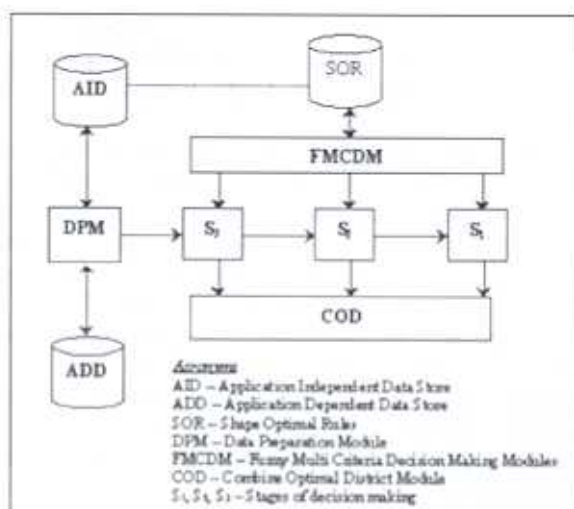 SOR
AID
FMCDM
DPM
COD
ADD
Acronyms
AID – Application Independent Data Store
ADD – Application Dependent Data Store
SOR – Shape Optimal Rules
DPM – Data Preparation Module
FMCDM – Fuzzy Multi Criteria Decision Making Modules
COD – Combine Optimal District Module
– Stages of decision making